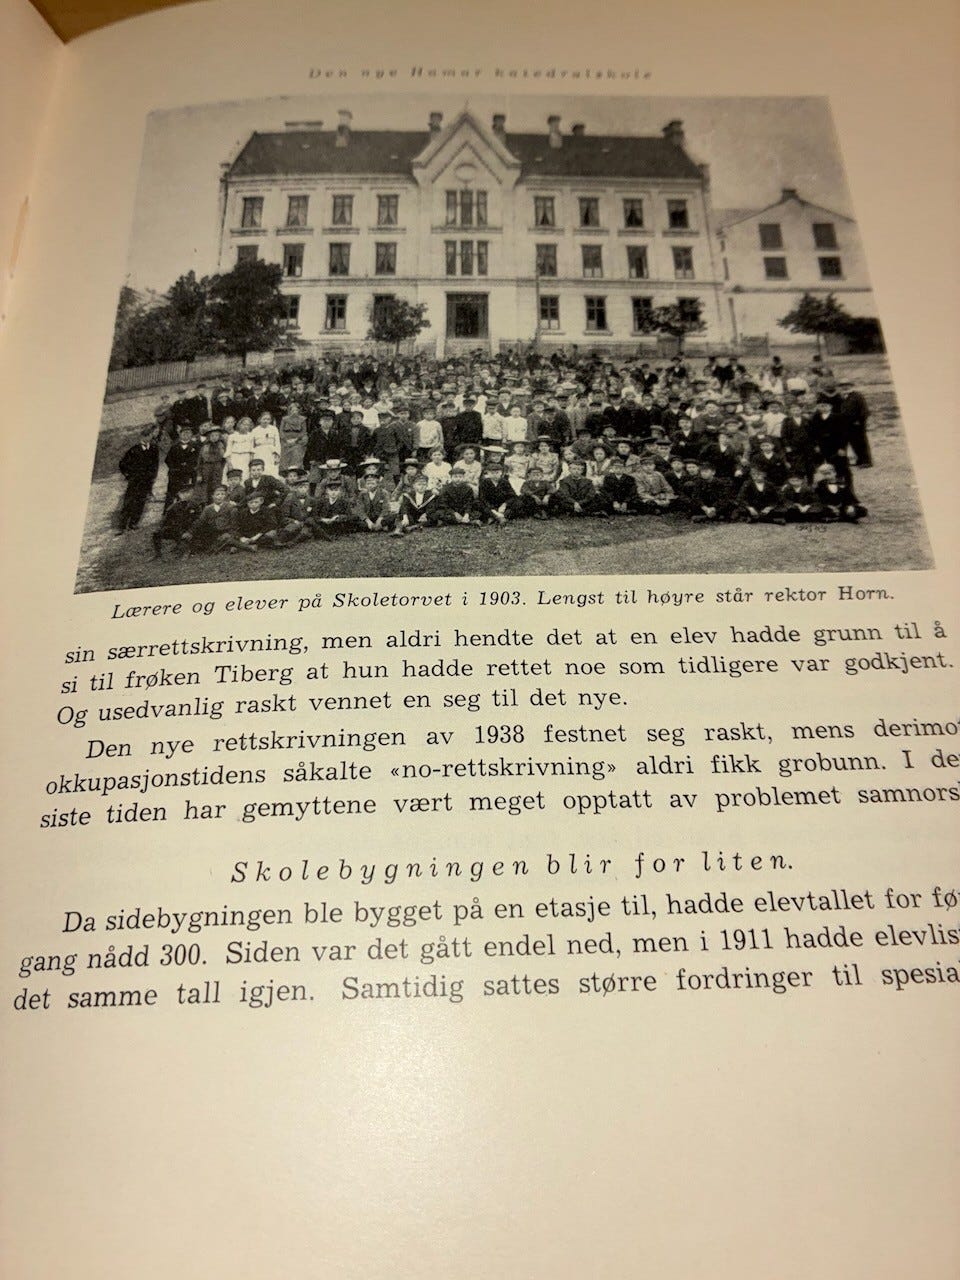 Den nye Hamar katedralskole
Lærere og elever på Skoletorvet i 1903. Lengst til høyre står rektor Horn.
sin særrettskrivning, men aldri hendte det at en elev hadde grunn til å
si til frøken Tiberg at hun hadde rettet noe som tidligere var godkjent.
Og usedvanlig raskt vennet en seg til det nye.
Den nye rettskrivningen av 1938 festnet seg raskt, mens derimo
okkupasjonstidens såkalte «no-rettskrivning» aldri fikk grobunn. I de
siste tiden har gemyttene vært meget opptatt av problemet samnors
Skolebygningen blir for liten.
Da sidebygningen ble bygget på en etasje til, hadde elevtallet for før
gang nådd 300. Siden var det gått endel ned, men i 1911 hadde elevlis
det samme tall igjen. Samtidig sattes større fordringer til spesial